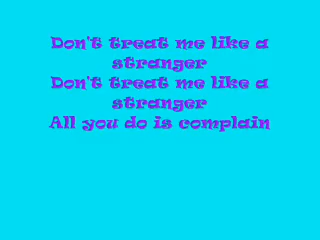 Don't treat me like a
stranger
Don't treat me like a
stranger
All you do is complain